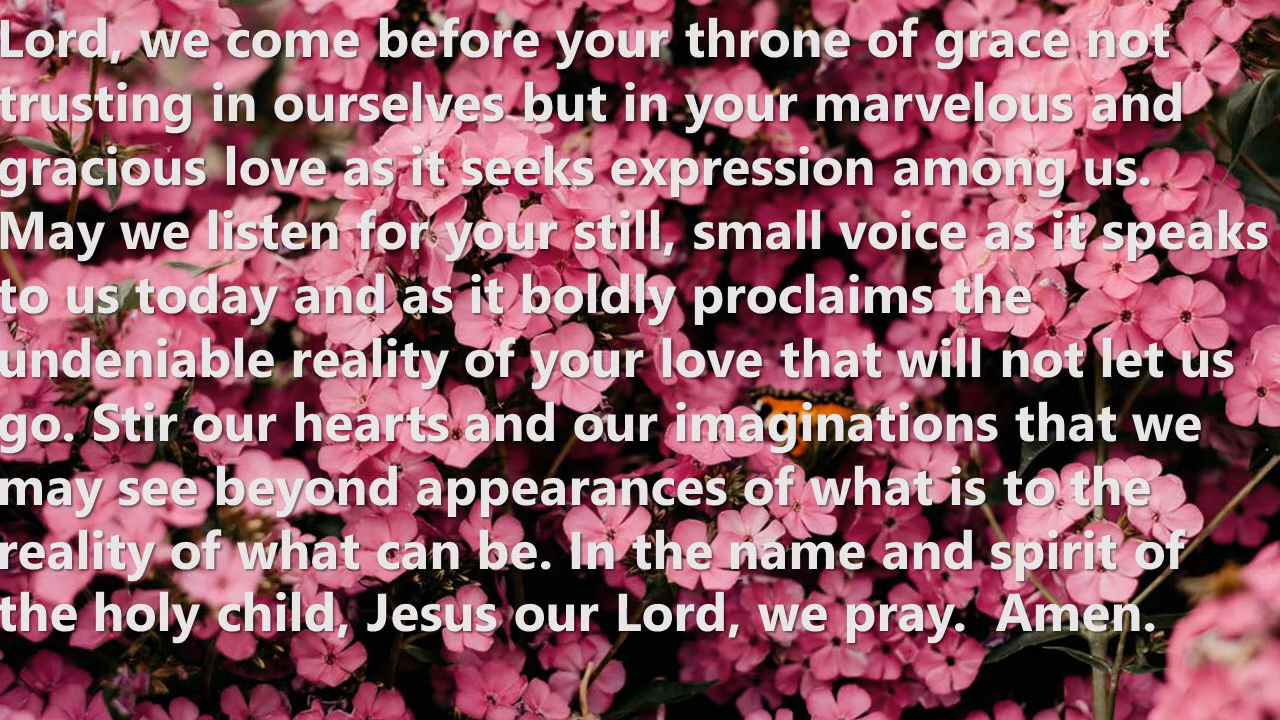 Lord, we come before your throne of grace not
trusting in ourselves but in your marvelous and
gracious love as it seeks expression among us.
May we listen for your still, small voice as it speaks
to us today and as it boldly proclaims the
undeniable reality of your love that will not let us
go. Stir our hearts and our imaginations that we
may see beyond appearances of what is to the
reality of what can be. In the name and spirit of
the holy child, Jesus our Lord, we pray.  Amen.